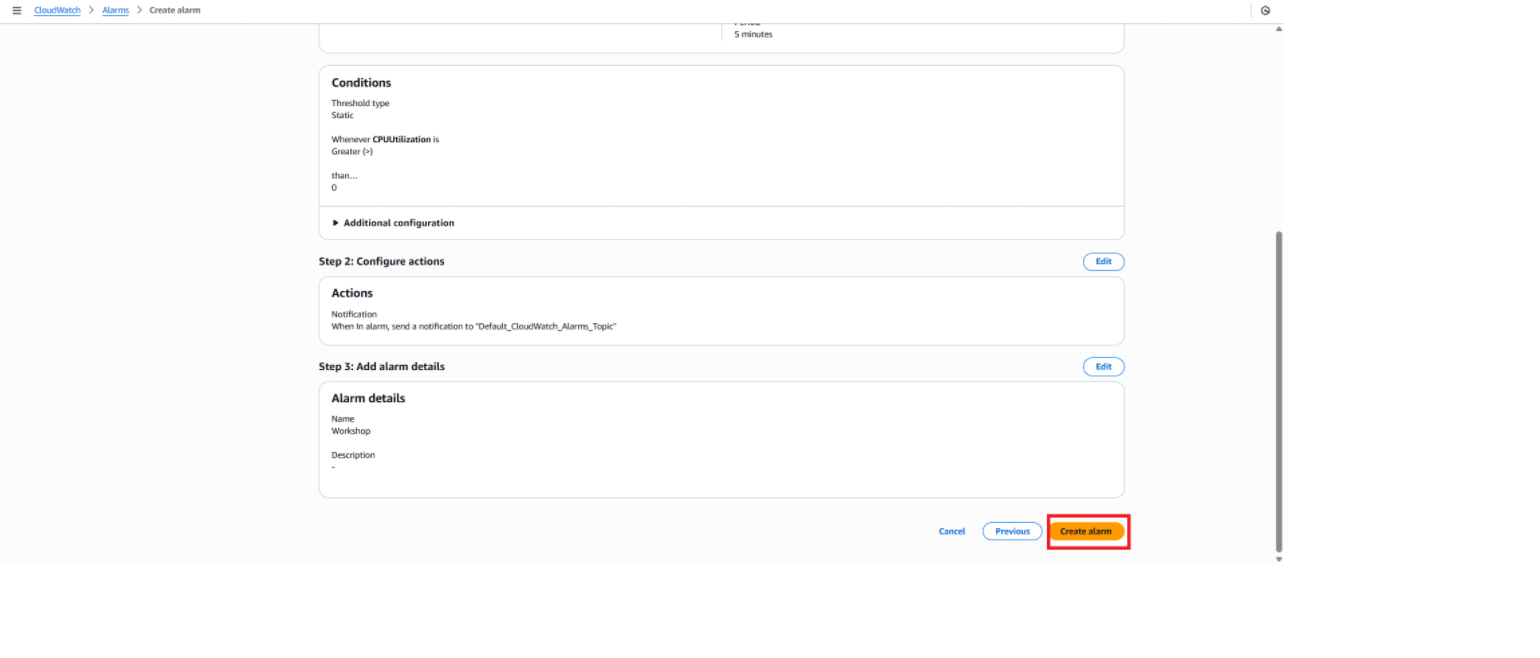 CloudWatch > Alarms > Create alarm
Period
5 minutes
Conditions
Threshold type
Static
Whenever CPUUtilization is
Greater (>)
than...
0
Additional configuration
Step 2: Configure actions
Edit
Actions
Notification
When In alarm, send a notification to "Default_CloudWatch_Alarms_Topic"
Step 3: Add alarm details
Edit
Alarm details
Name
Workshop
Description
-
Cancel
Previous
Create alarm